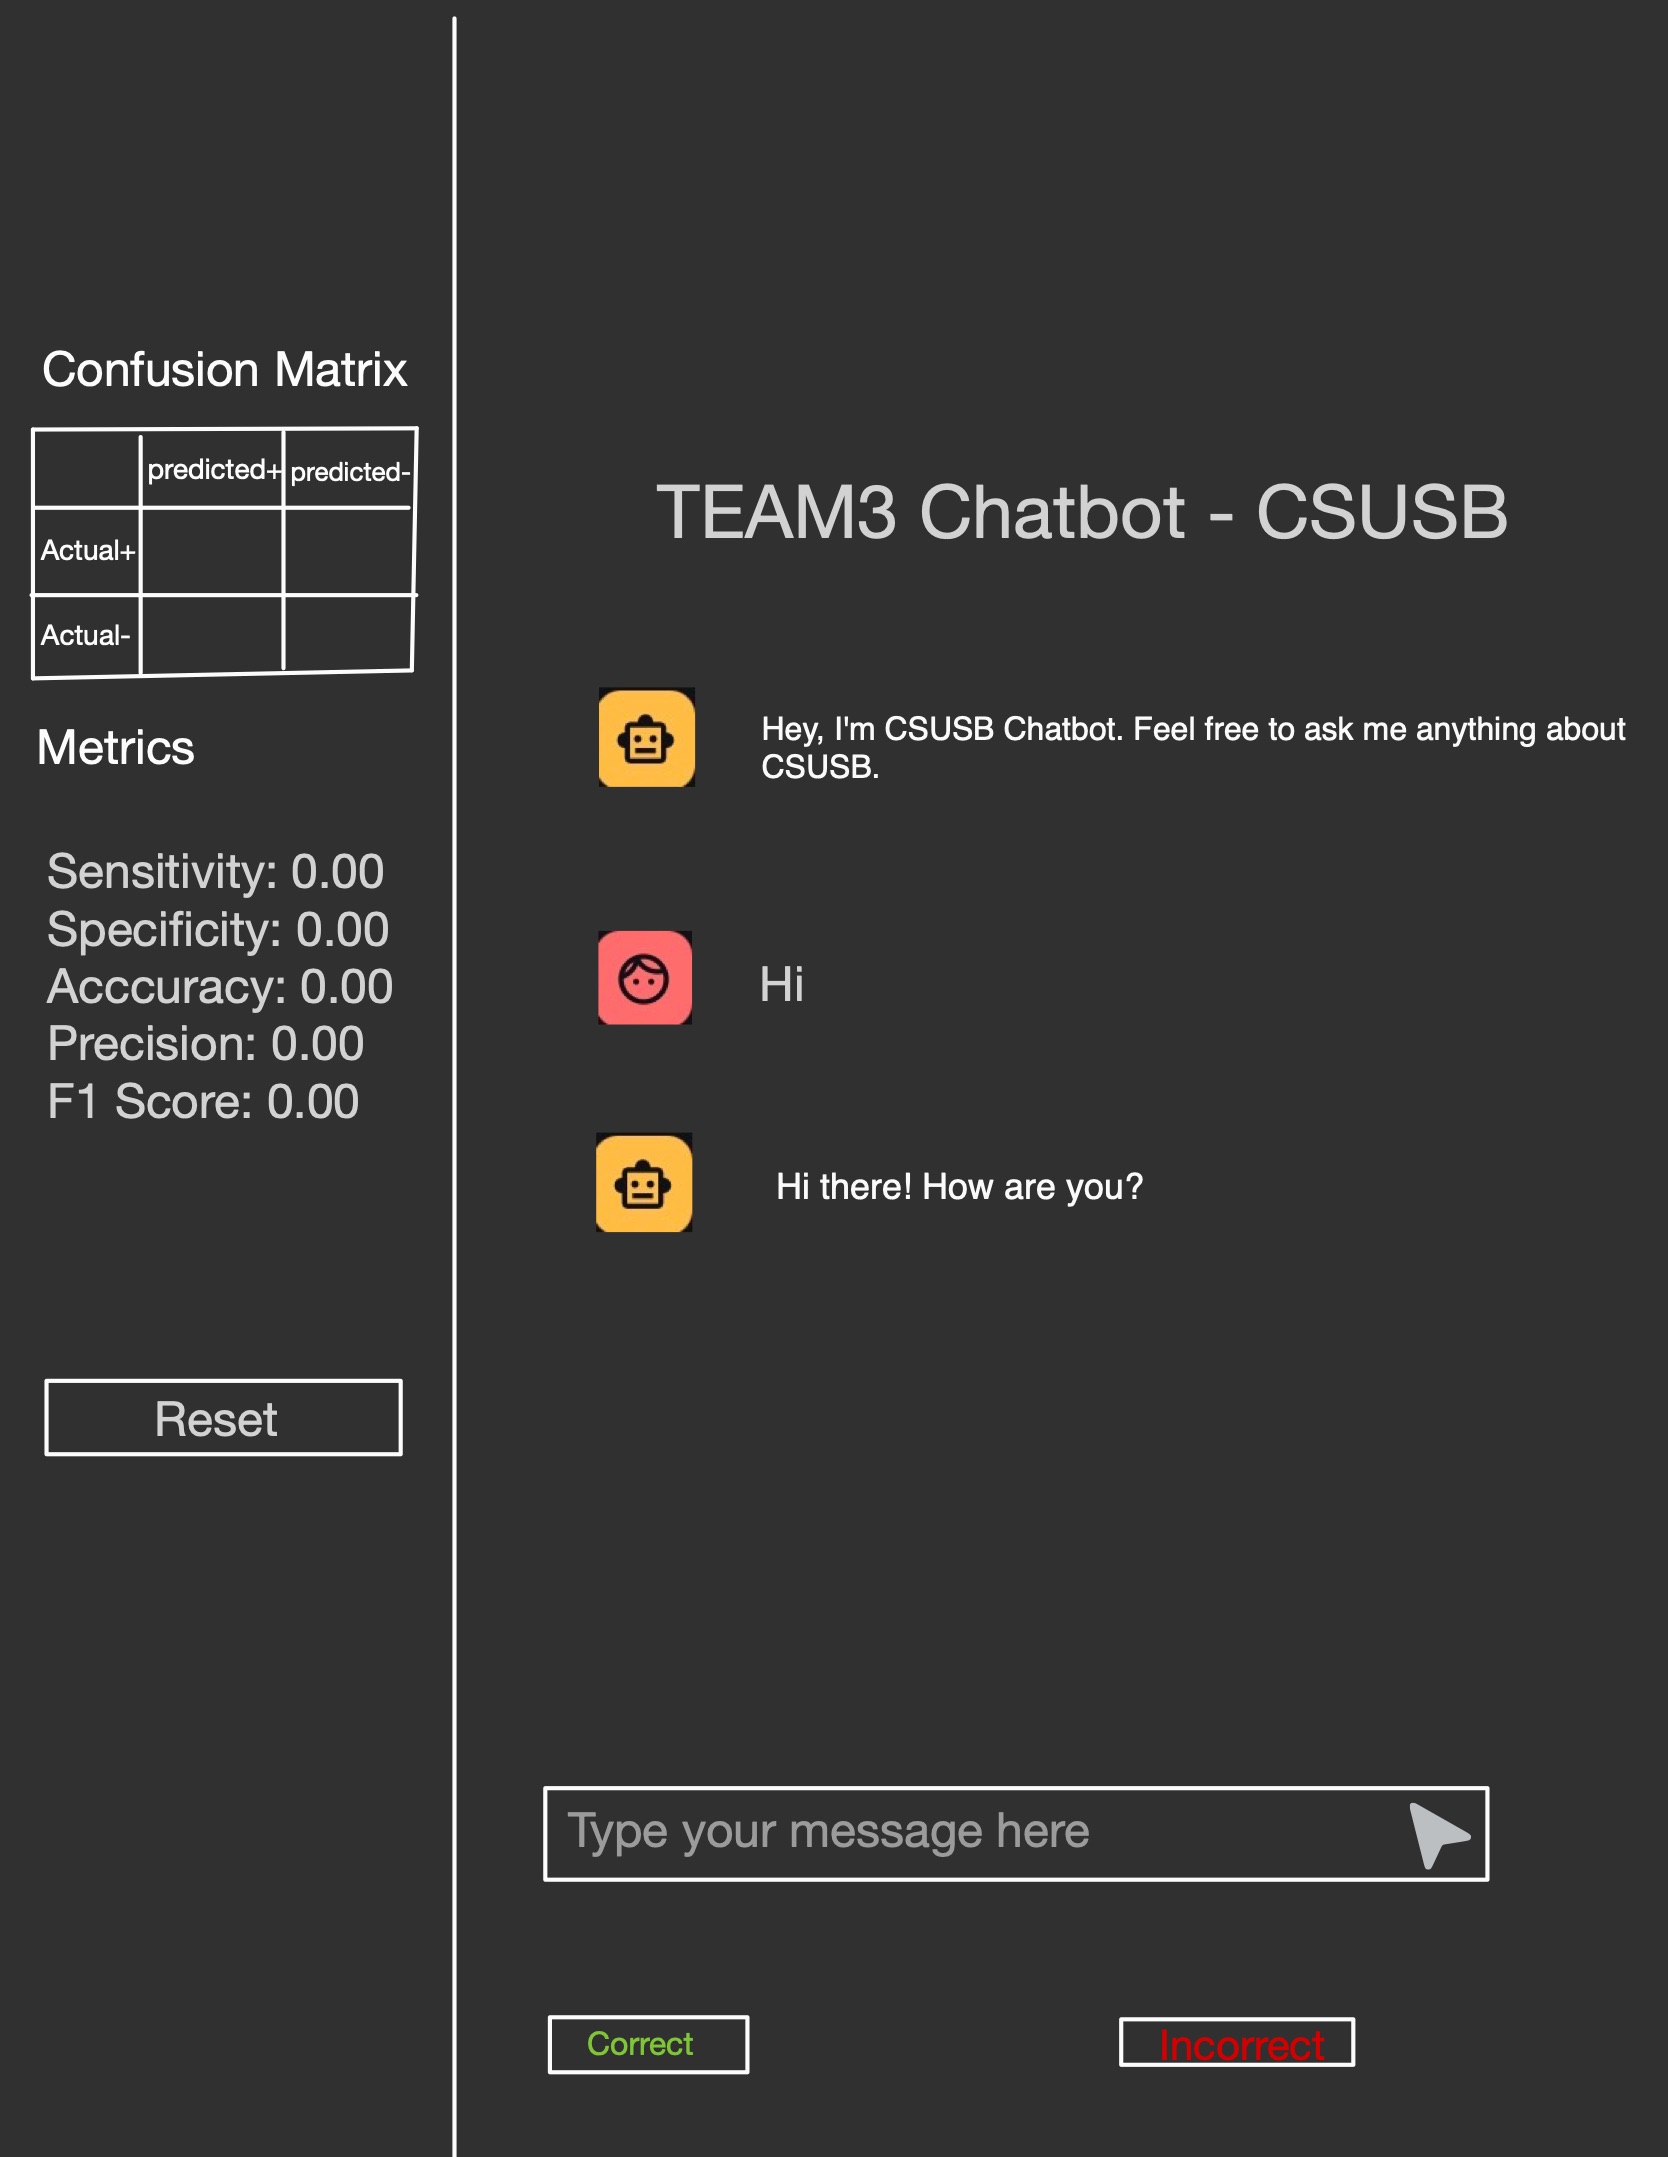 Confusion Matrix
predicted+ predicted-
Actual+
Actual-
Metrics
Sensitivity: 0.00
Specificity: 0.00
Acccuracy: 0.00
Precision: 0.00
F1 Score: 0.00
Reset
TEAM3 Chatbot - CSUSB
Hey, I'm CSUSB Chatbot. Feel free to ask me anything about
CSUSB.
Hi
Hi there! How are you?
Type your message here
Correct
Incorrect